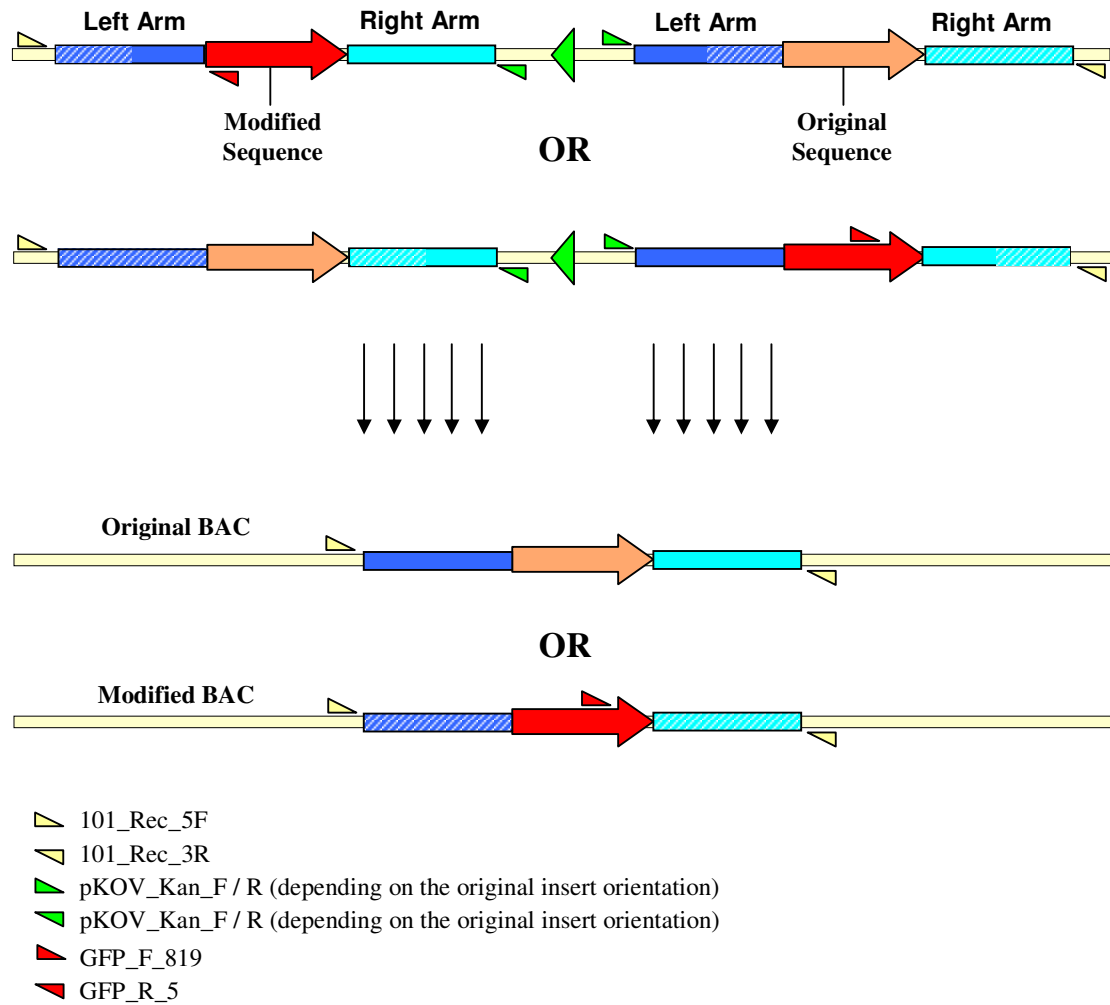 Left Arm
Right Arm
Left Arm
Right Arm
Modified
Sequence
Original
Sequence
OR
Original BAC
OR
Modified BAC
101_Rec_5F
101_Rec_3R
pKOV_Kan_F / R (depending on the original insert orientation)
pKOV_Kan_F / R (depending on the original insert orientation)
GFP_F_819
GFP_R_5